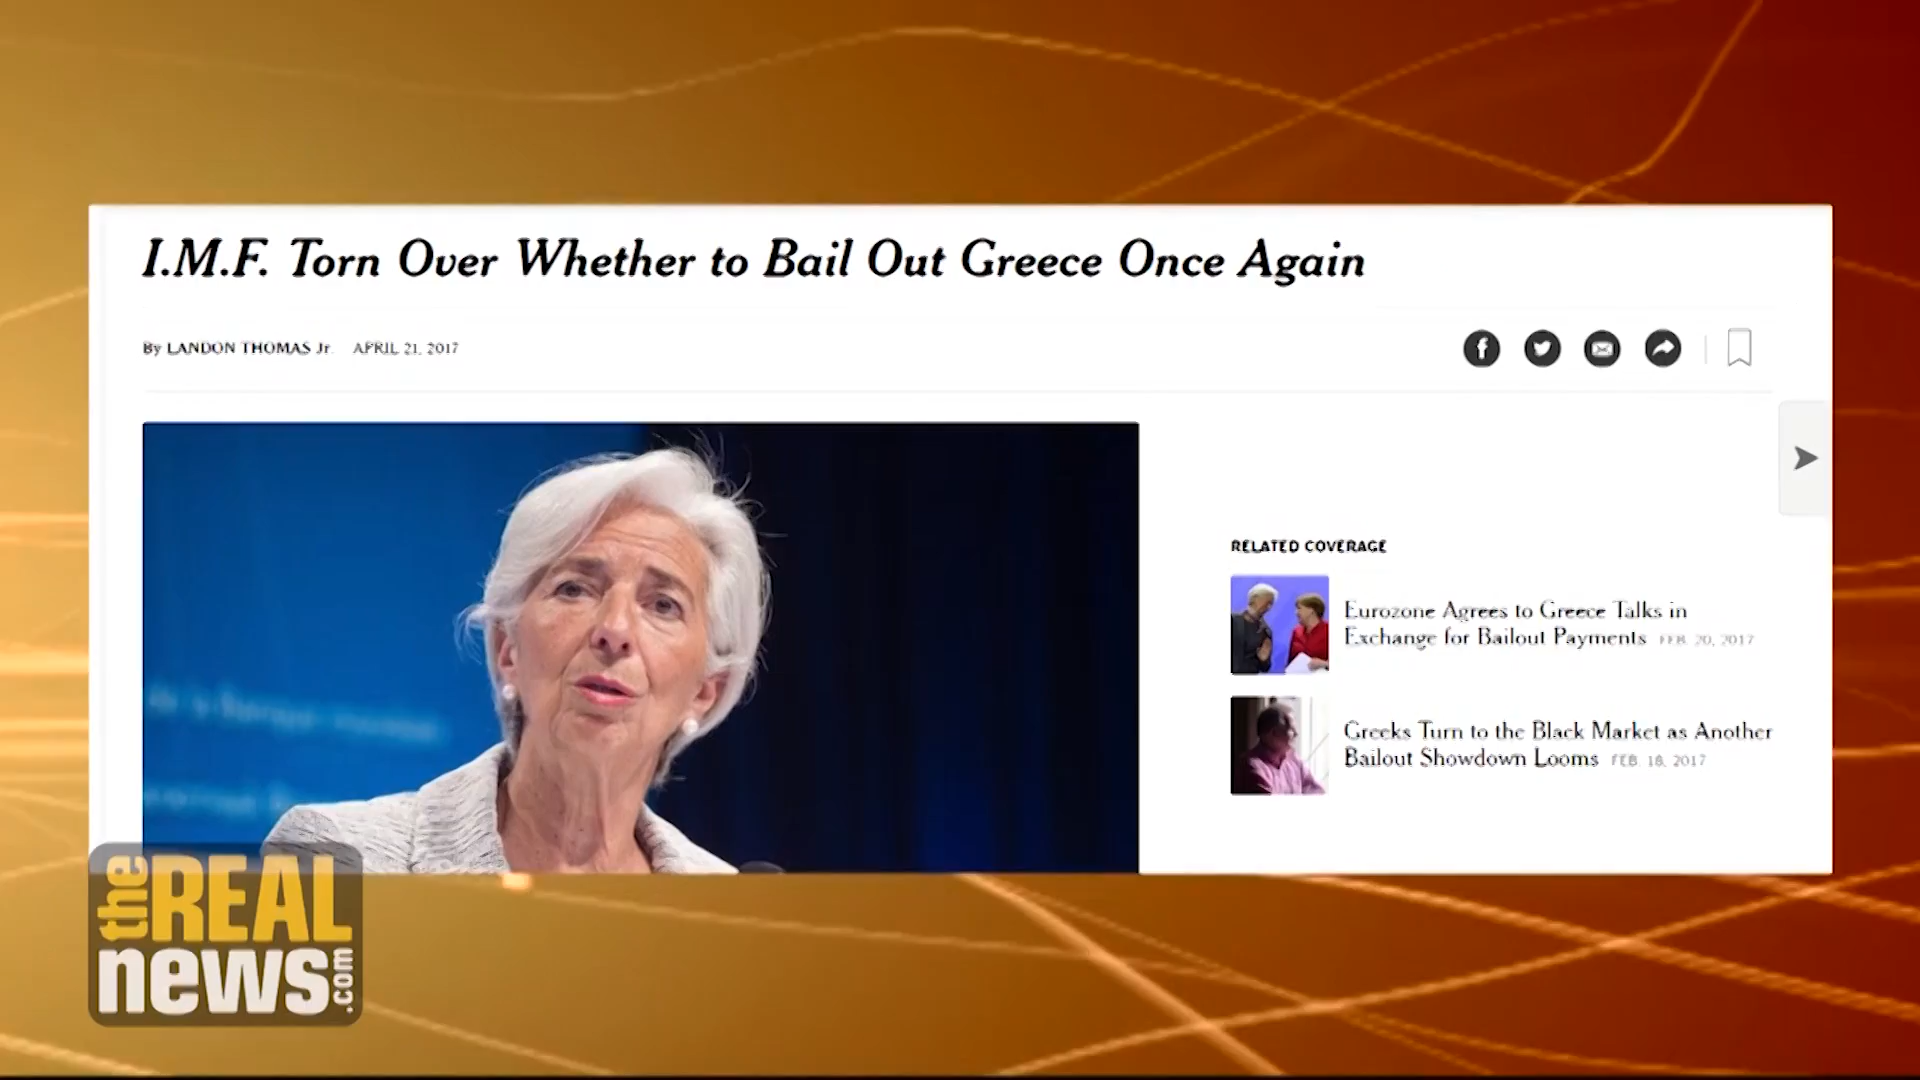 I.M.F. Torn Over Whether to Bail Out Greece Once Again
By LANDON THOMAS Jr. APRIL 21, 2017
RELATED COVERAGE
Eurozone Agrees to Greece Talks in
Exchange for Bailout Payments FEB. 20, 2017
Greeks Turn to the Black Market as Another
Bailout Showdown Looms FEB. 18, 2017
the REAL
news.com